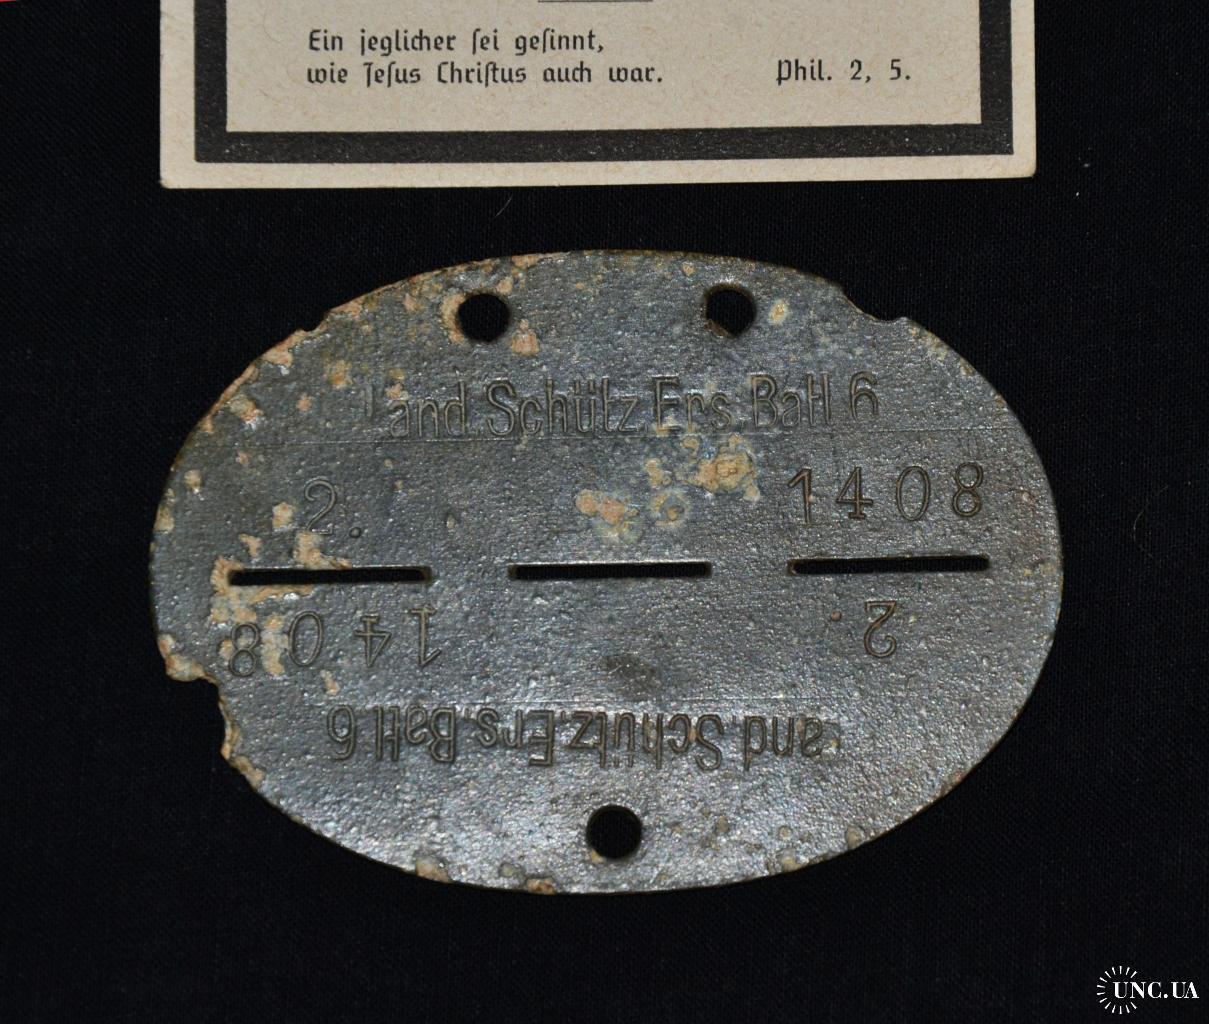 Ein jeglicher sei gesinnt,
wie Jesus Christus auch war. Phil. 2, 5.
Land.Schütz.Ers.Batl 6
2. 1408
2. 1408
Land.Schütz.Ers.Batl 6
UNC.UA